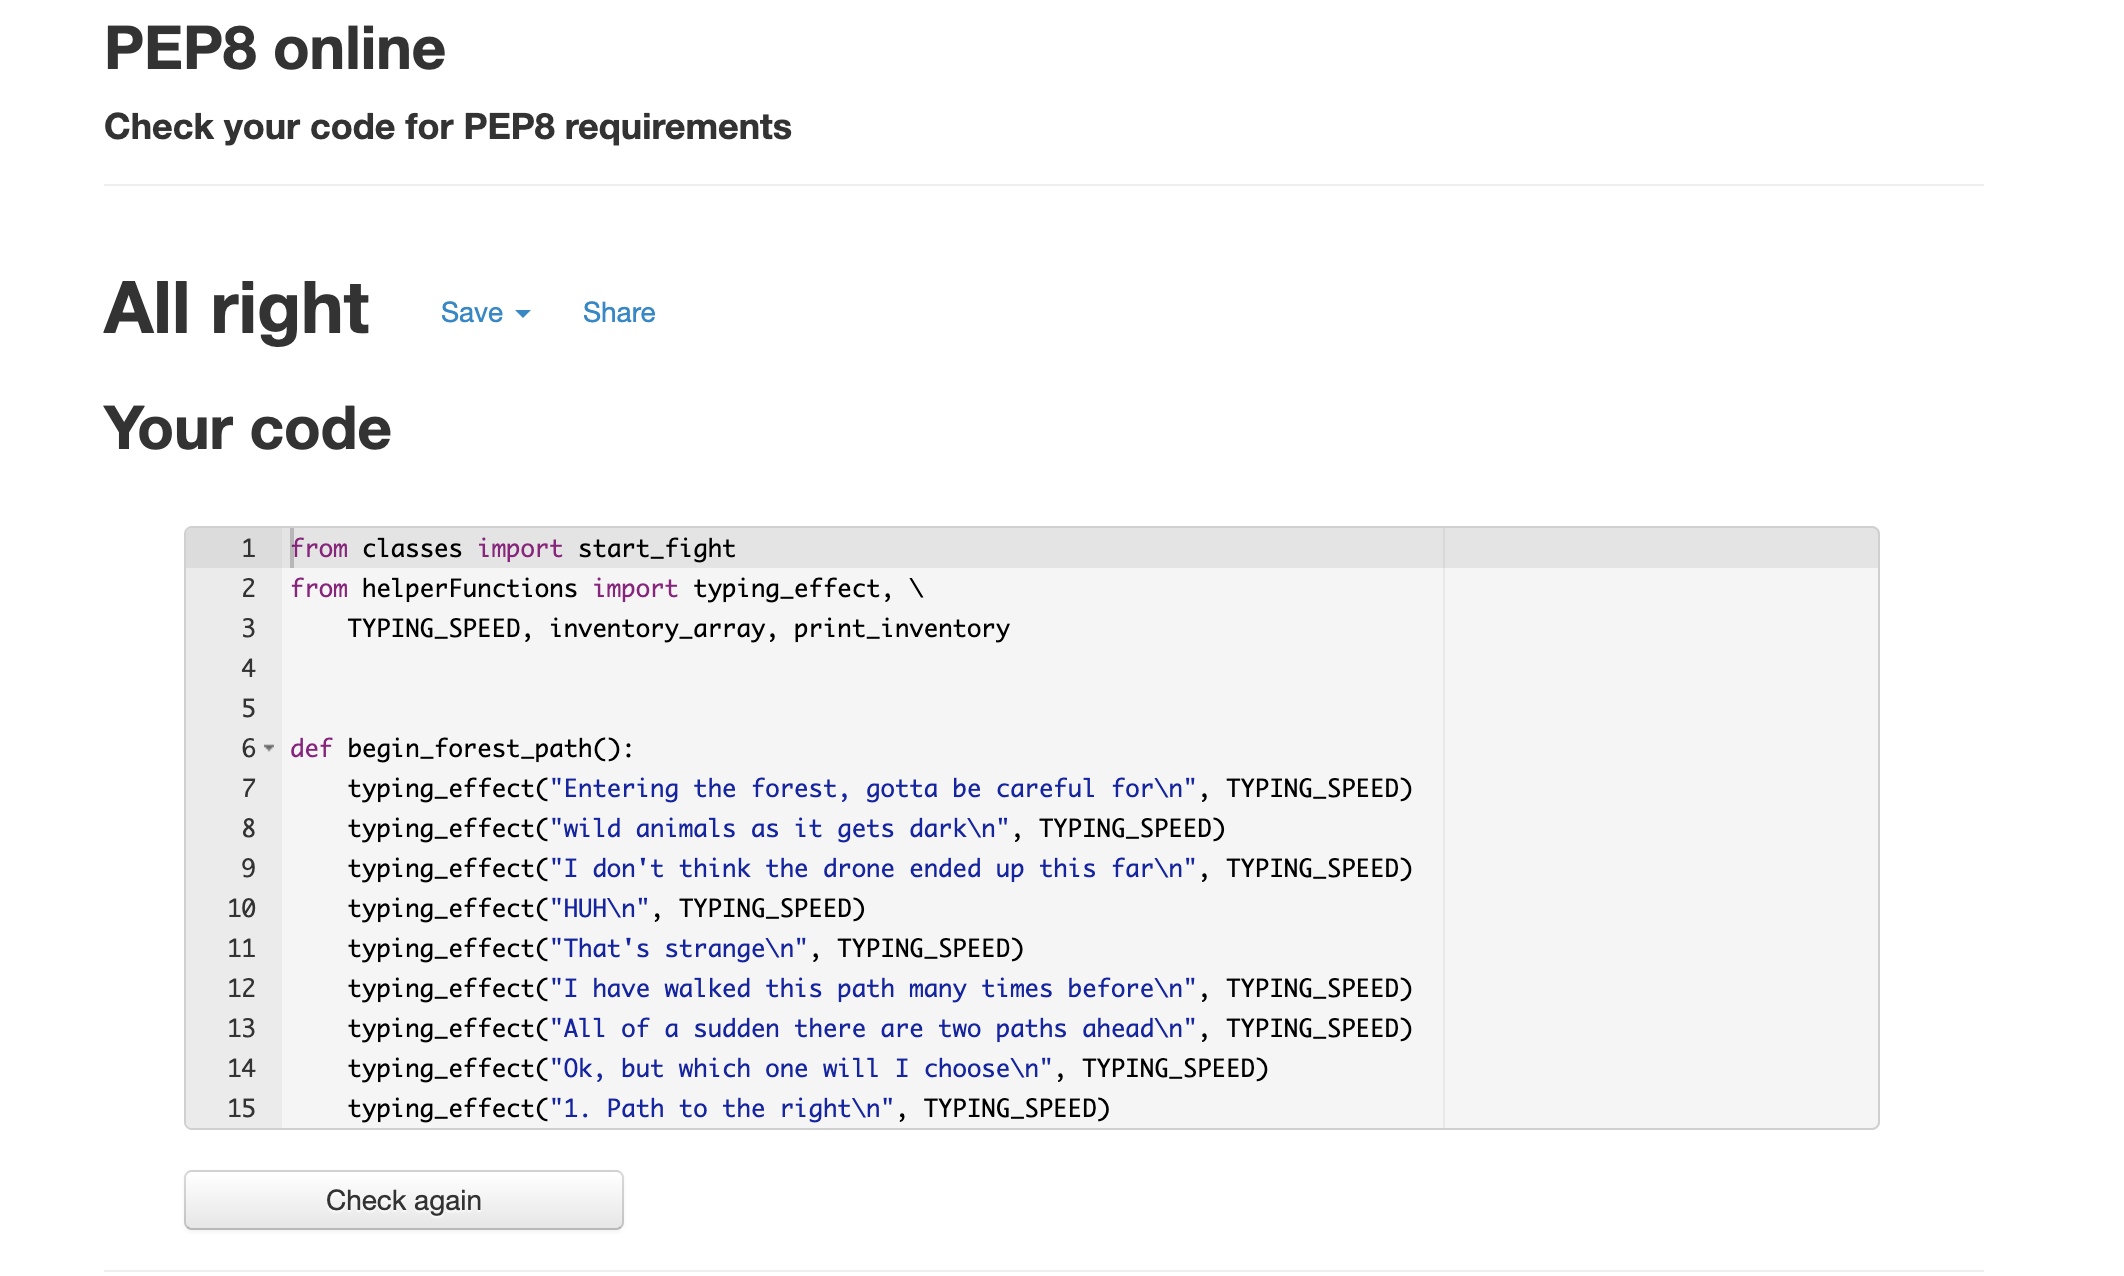 PEP8 online
Check your code for PEP8 requirements
All right Save Share
Your code
1 from classes import start_fight
2 from helperFunctions import typing_effect, \
3     TYPING_SPEED, inventory_array, print_inventory
4
5
6 def begin_forest_path():
7     typing_effect("Entering the forest, gotta be careful for\n", TYPING_SPEED)
8     typing_effect("wild animals as it gets dark\n", TYPING_SPEED)
9     typing_effect("I don't think the drone ended up this far\n", TYPING_SPEED)
10     typing_effect("HUH\n", TYPING_SPEED)
11     typing_effect("That's strange\n", TYPING_SPEED)
12     typing_effect("I have walked this path many times before\n", TYPING_SPEED)
13     typing_effect("All of a sudden there are two paths ahead\n", TYPING_SPEED)
14     typing_effect("Ok, but which one will I choose\n", TYPING_SPEED)
15     typing_effect("1. Path to the right\n", TYPING_SPEED)
Check again